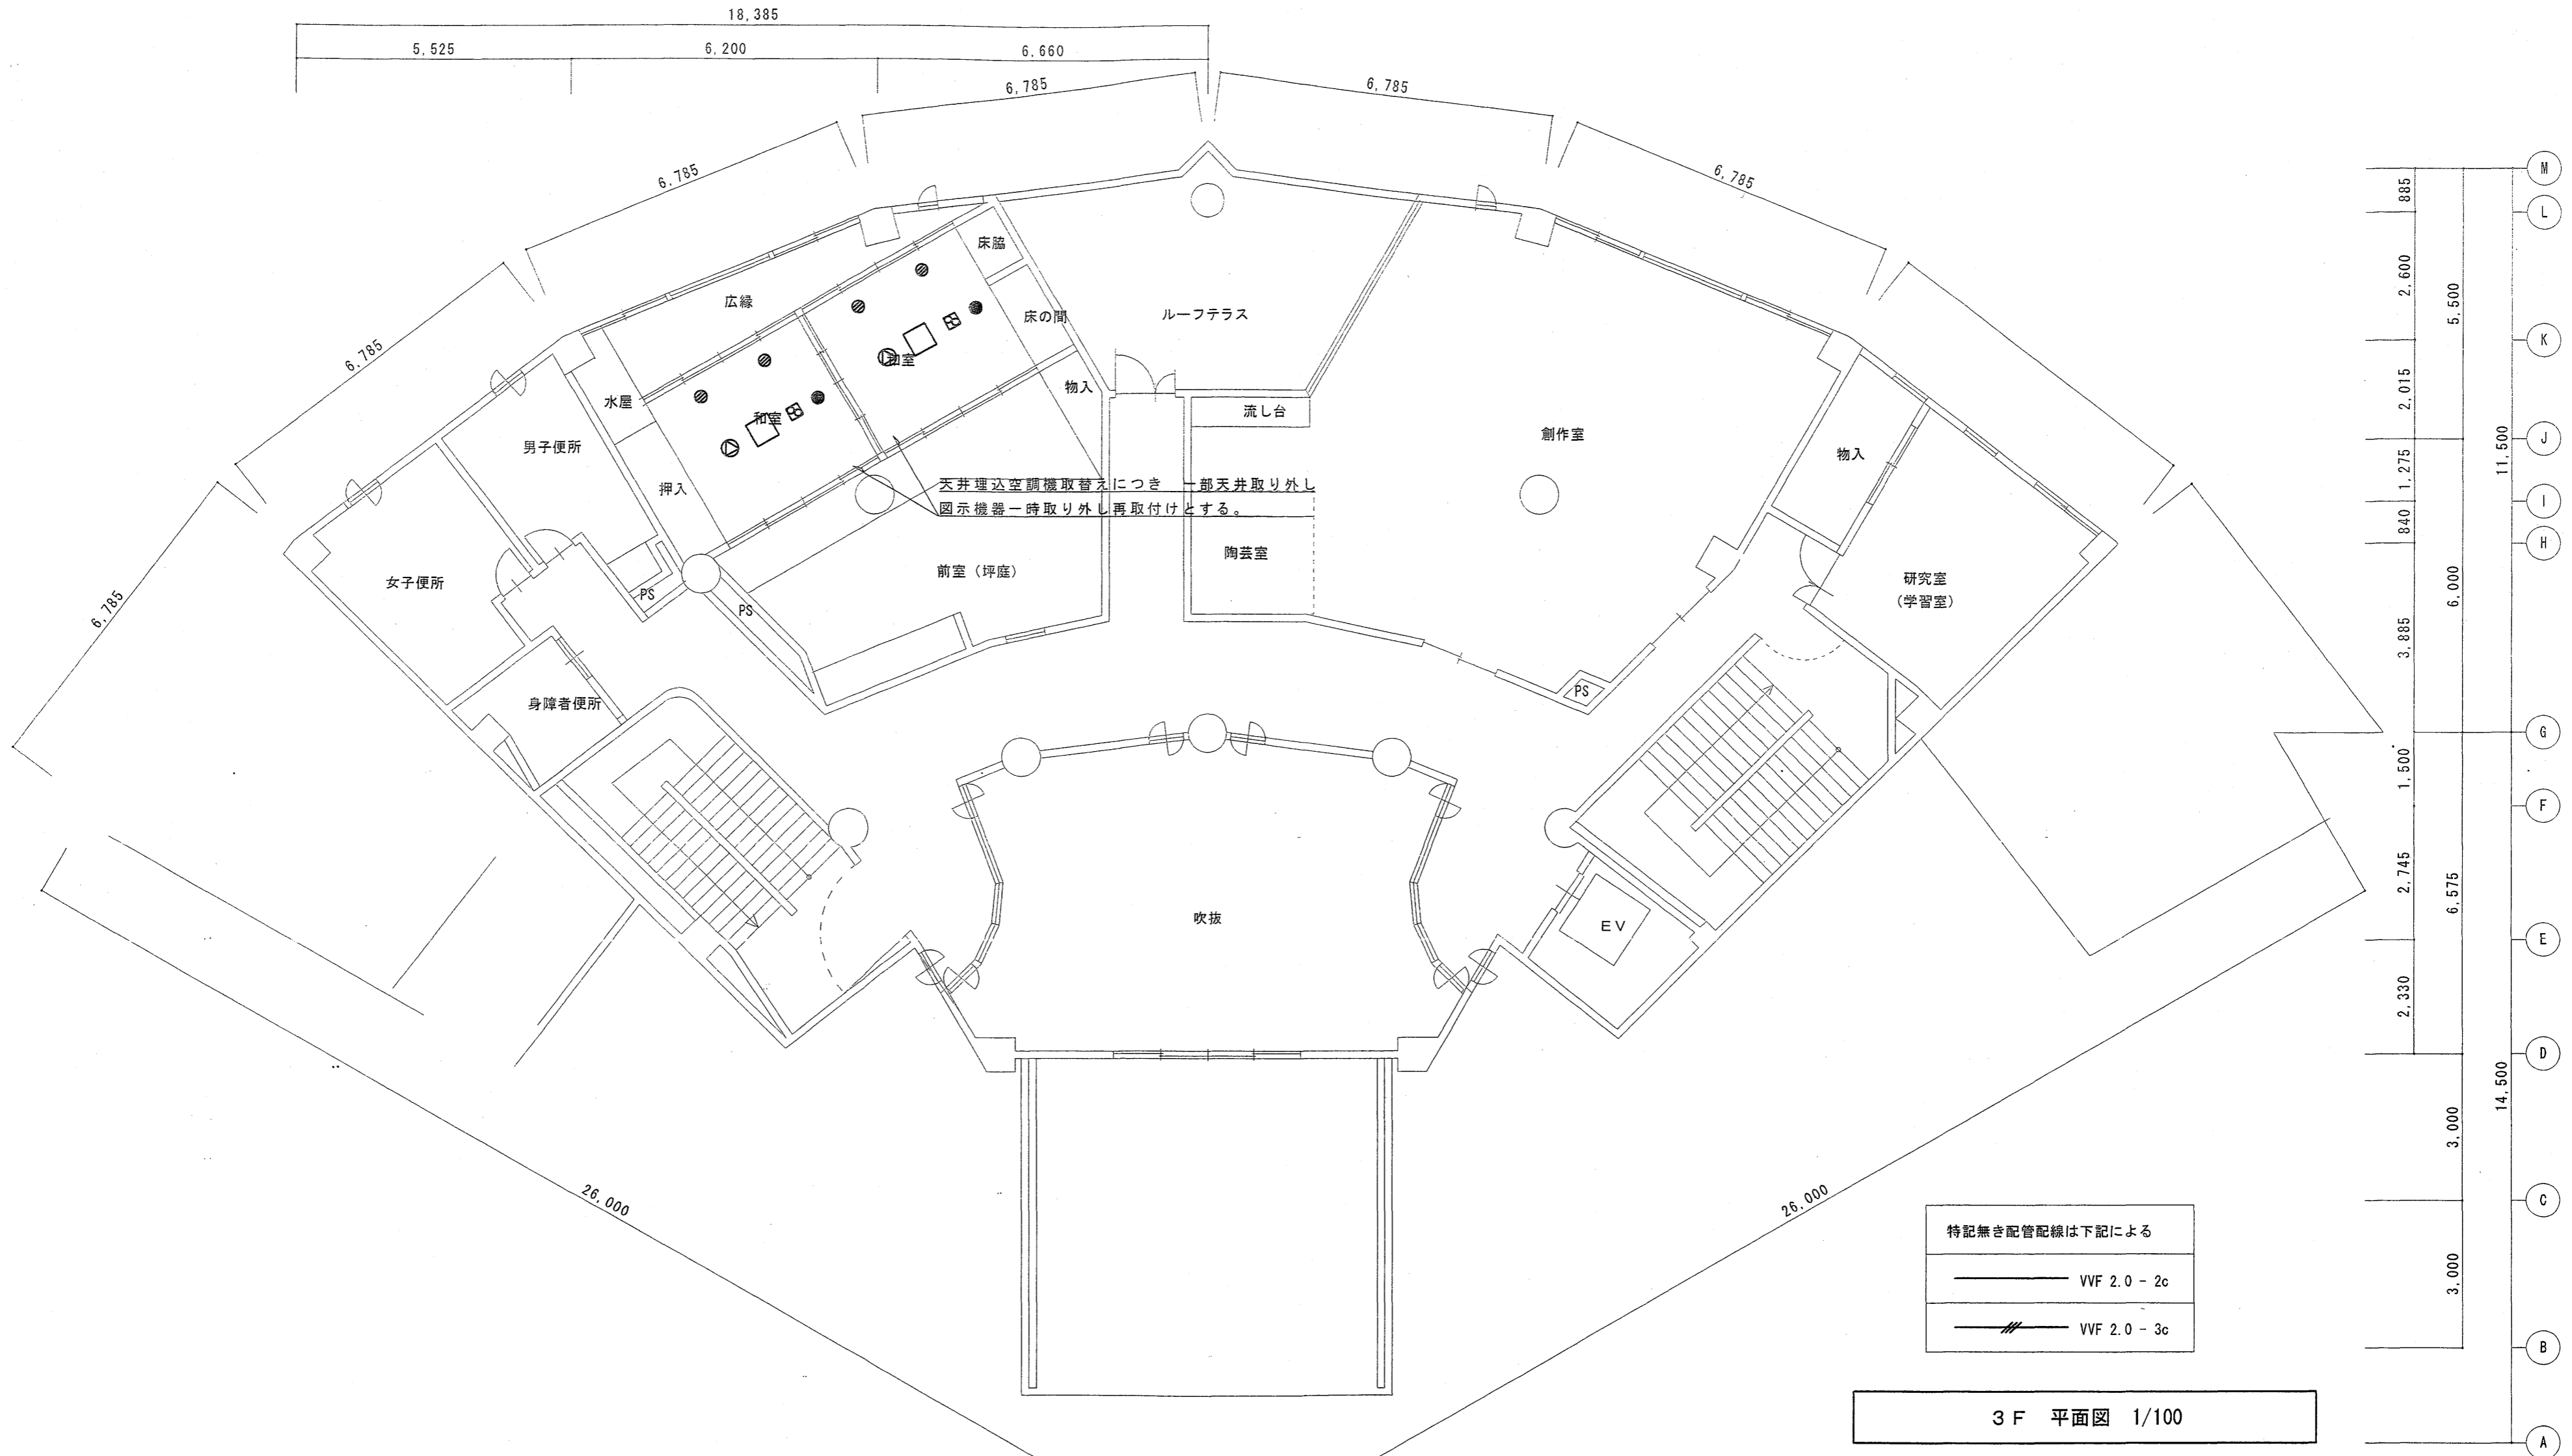 18,385
5,525
6,200
6,660
6,785
6,785
6,785
6,785
6,785
6,785
床脇
広縁
床の間
ルーフテラス
和室
物入
水屋
和室
流し台
男子便所
創作室
物入
押入
天井埋込空調機取替えにつき 一部天井取り外し
図示機器一時取り外し再取付けとする。
陶芸室
前室（坪庭）
女子便所
研究室
（学習室）
PS
PS
PS
身障者便所
吹抜
EV
26,000
26,000
885
2,600
2,015
1,275
840
3,885
1,500
2,745
2,330
5,500
6,000
6,575
3,000
3,000
11,500
14,500
M
L
K
J
I
H
G
F
E
D
C
B
A
特記無き配管配線は下記による
VVF 2.0 - 2c
VVF 2.0 - 3c
3F 平面図 1/100